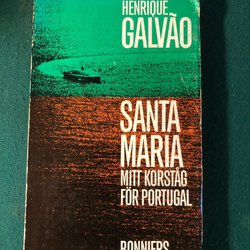 HENRIQUE
GALVÃO
SANTA
MARIA
MITT KORSTÅG
FÖR PORTUGAL
BONNIERS